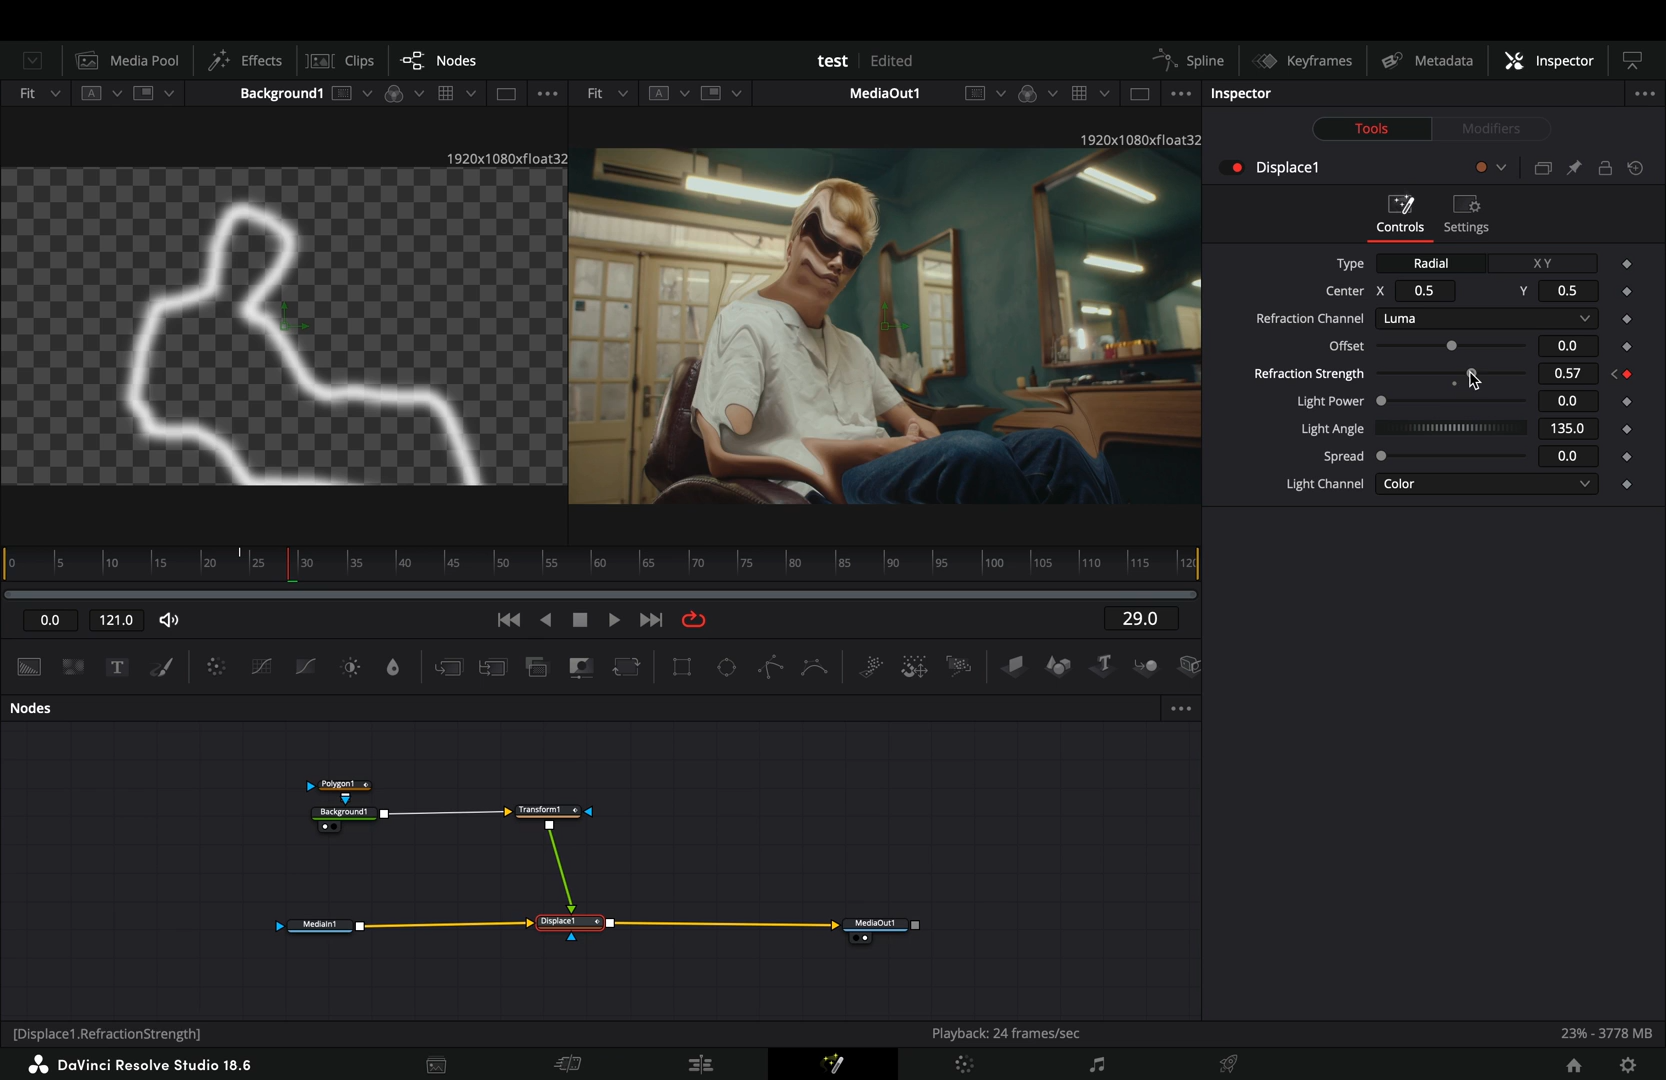 Media Pool
Effects
Clips
Nodes
test
Edited
Spline
Keyframes
Metadata
Inspector
Fit
A
Background1
Fit
A
MediaOut1
Inspector
1920x1080xfloat32
1920x1080xfloat32
Tools
Modifiers
Displace1
Controls
Settings
Type
Radial
X Y
Center
X
0.5
Y
0.5
Refraction Channel
Luma
Offset
0.0
Refraction Strength
0.57
Light Power
0.0
Light Angle
135.0
Spread
0.0
Light Channel
Color
0 5 10 15 20 25 30 35 40 45 50 55 60 65 70 75 80 85 90 95 100 105 110 115 120
0.0
121.0
29.0
T
T
Nodes
Polygon1
Background1
Transform1
MediaIn1
Displace1
MediaOut1
[Displace1.RefractionStrength]
Playback: 24 frames/sec
23% - 3778 MB
DaVinci Resolve Studio 18.6